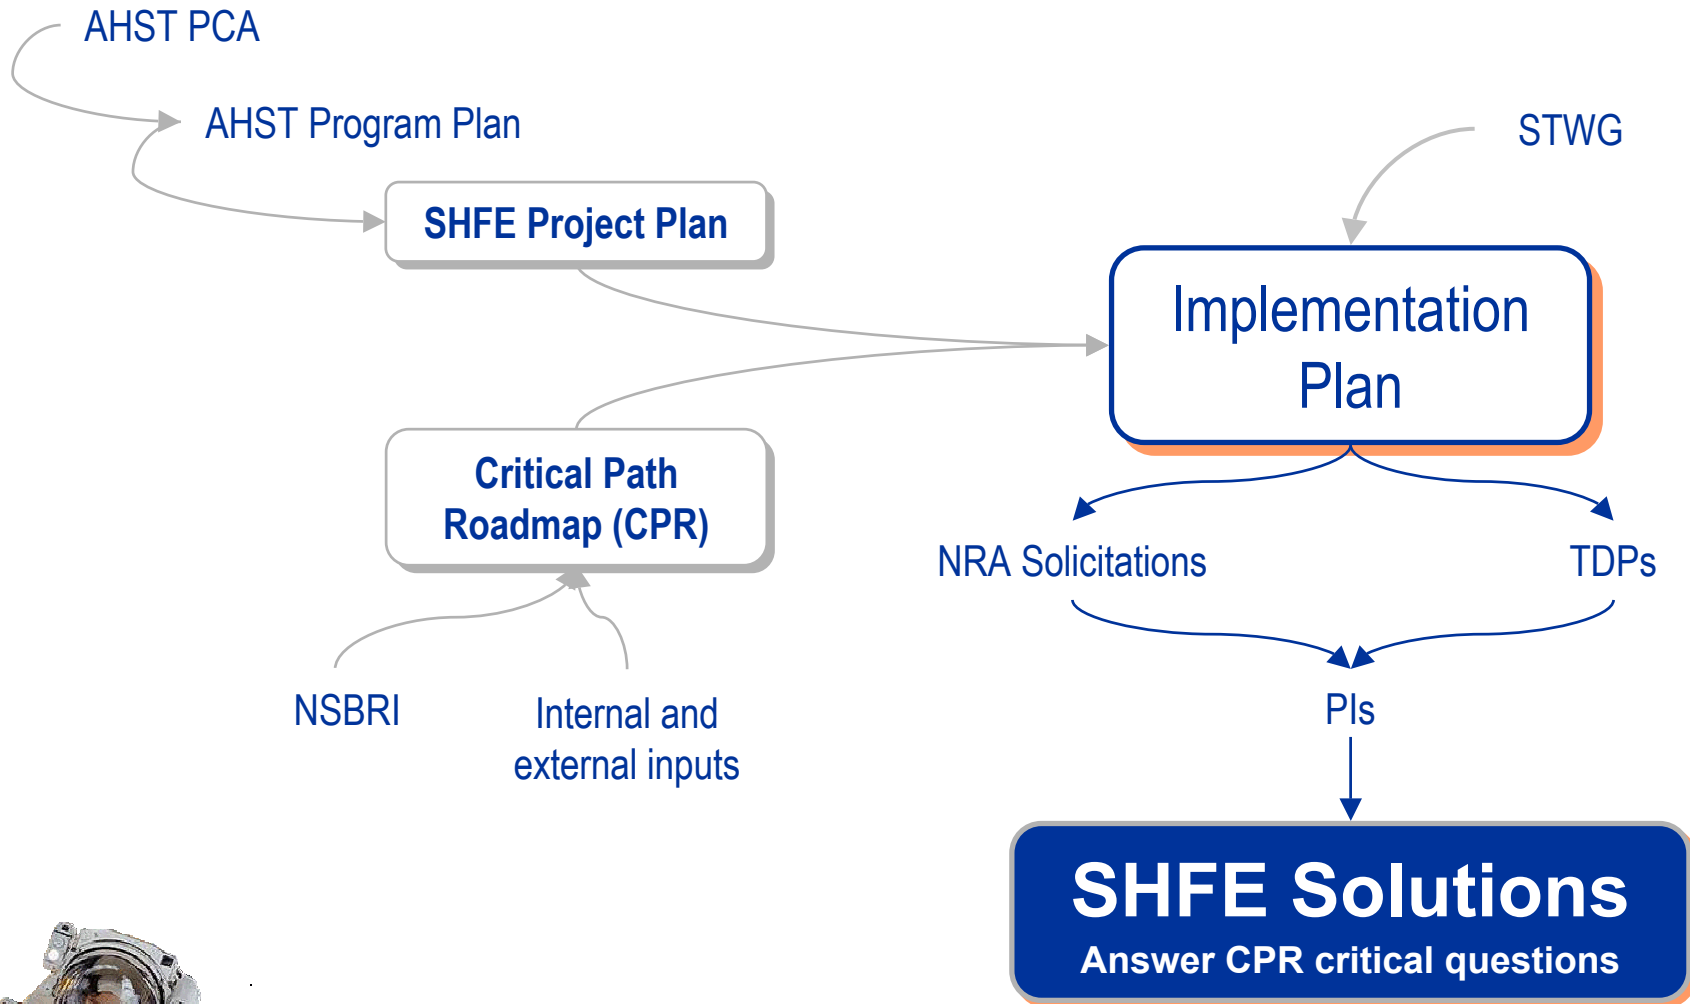 AHST PCA
AHST Program Plan
STWG
SHFE Project Plan
Implementation
Plan
Critical Path
Roadmap (CPR)
NRA Solicitations
TDPs
NSBRI
Internal and
external inputs
PIs
SHFE Solutions
Answer CPR critical questions